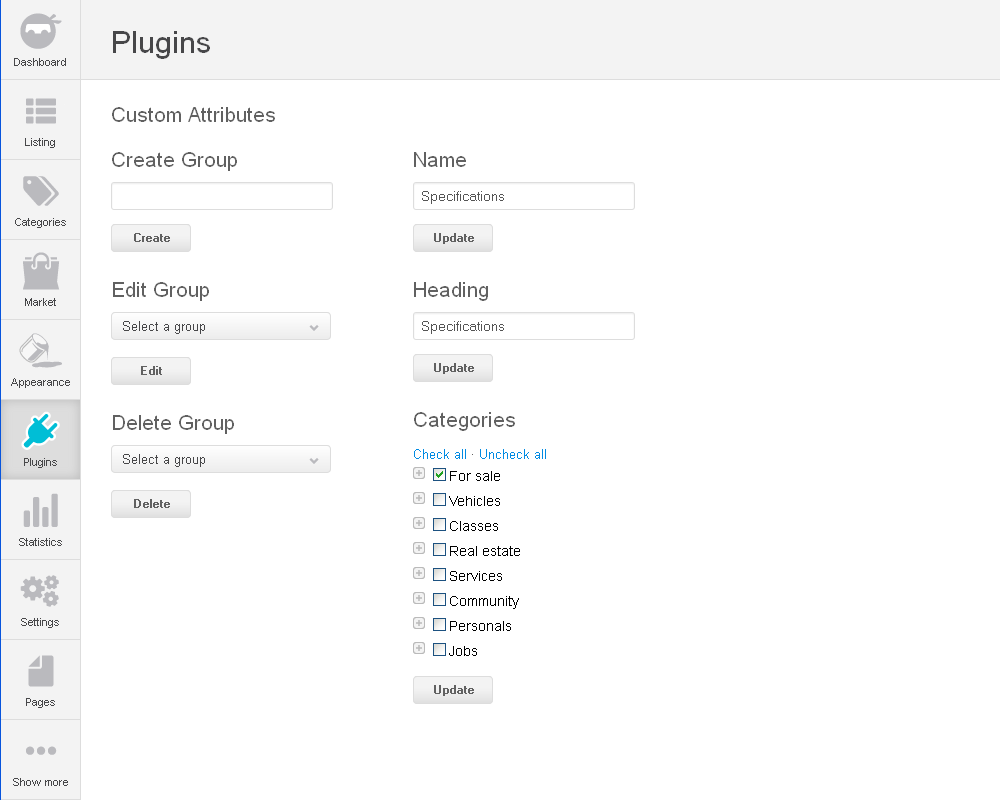 Dashboard
Listing
Categories
Market
Appearance
Plugins
Statistics
Settings
Pages
Show more
Plugins
Custom Attributes
Create Group
Create
Edit Group
Select a group
Edit
Delete Group
Select a group
Delete
Name
Specifications
Update
Heading
Specifications
Update
Categories
Check all · Uncheck all
For sale
Vehicles
Classes
Real estate
Services
Community
Personals
Jobs
Update